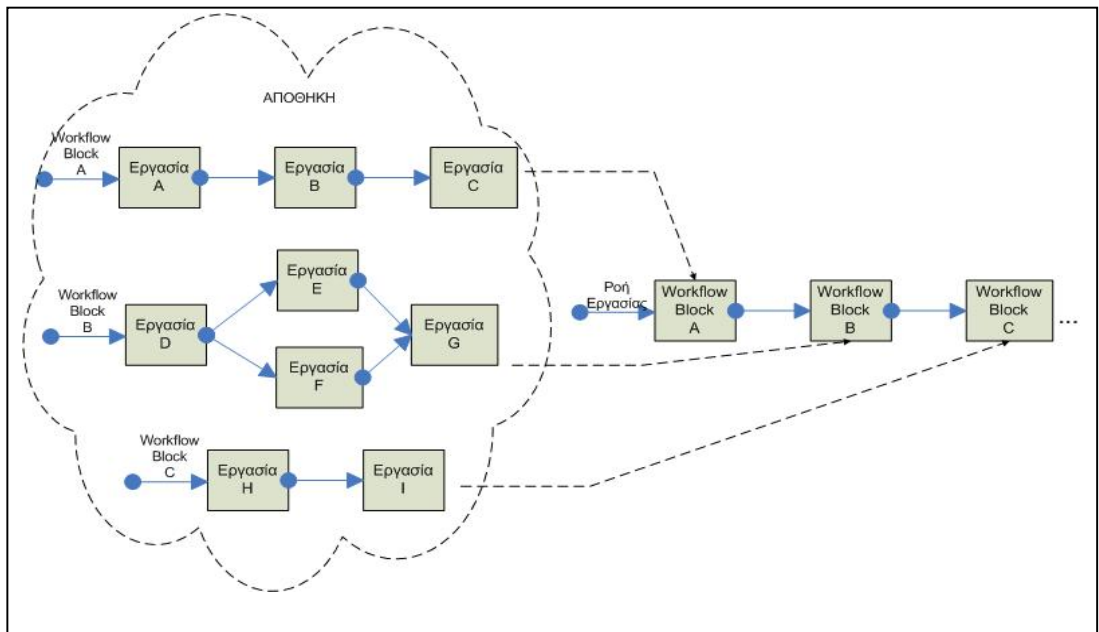 ΑΠΟΘΗΚΗ
Workflow
Block
A
Εργασία
A
Εργασία
B
Εργασία
C
Workflow
Block
B
Εργασία
D
Εργασία
E
Εργασία
F
Εργασία
G
Workflow
Block
C
Εργασία
H
Εργασία
I
Ροή
Εργασίας
Workflow
Block
A
Workflow
Block
B
Workflow
Block
C
...